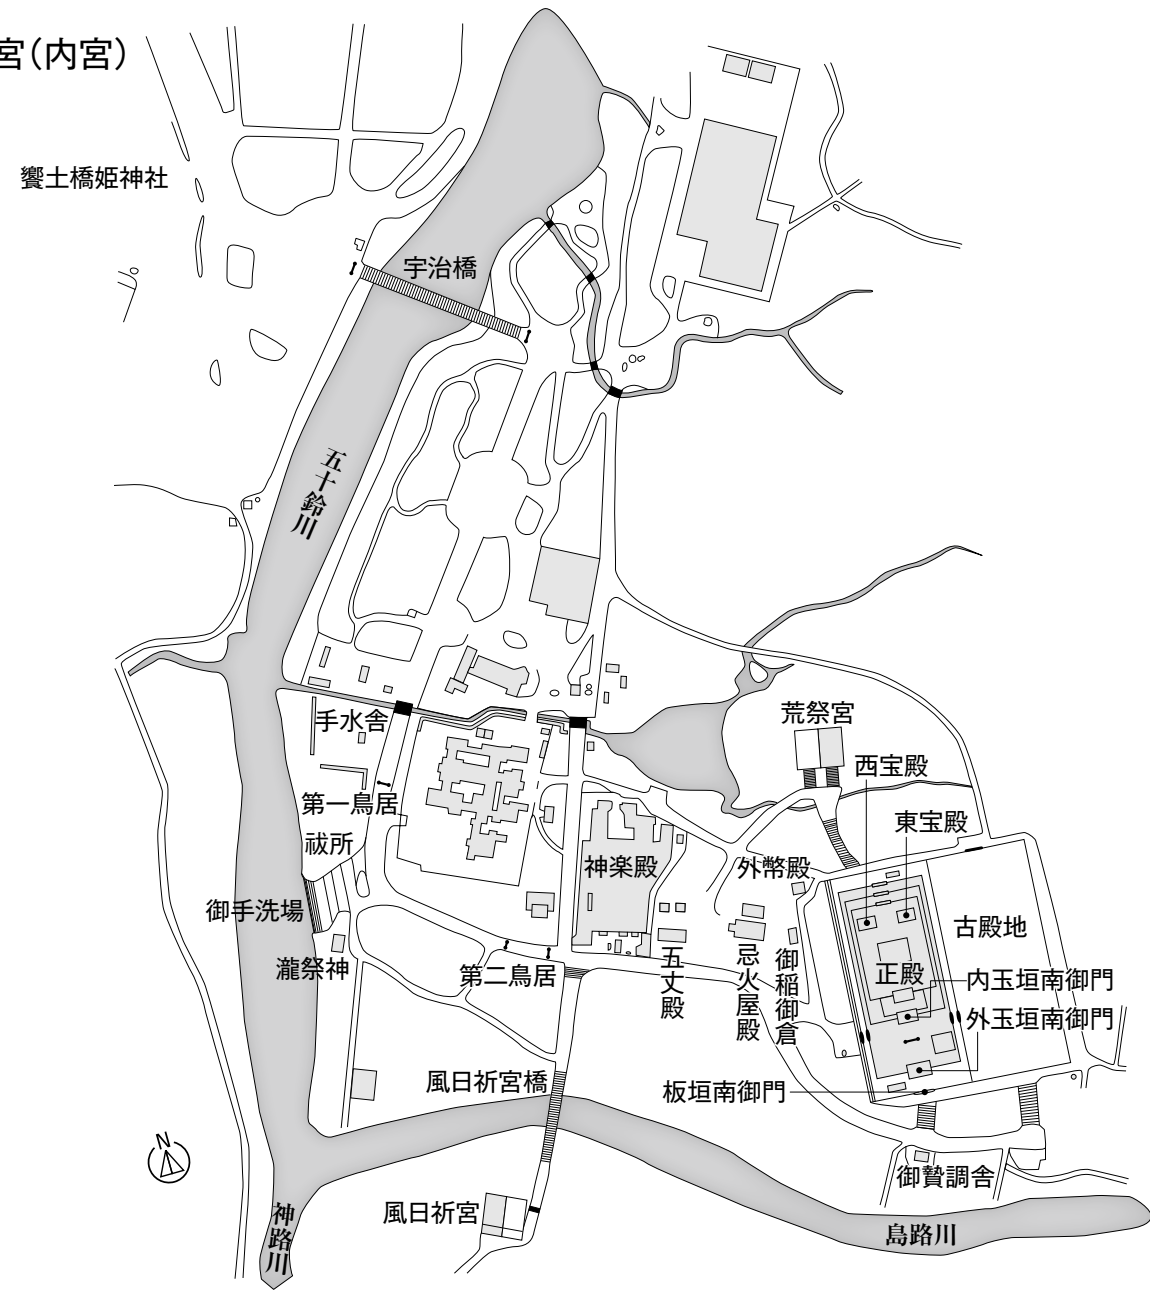 宮（内宮）
饗土橋姫神社
宇治橋
五十鈴川
手水舎
荒祭宮
西宝殿
第一鳥居
東宝殿
祓所
神楽殿
外幣殿
御手洗場
古殿地
瀧祭神
第二鳥居
五丈殿
忌火屋殿
御稲御倉
正殿
内玉垣南御門
外玉垣南御門
風日祈宮橋
板垣南御門
N
御贄調舎
風日祈宮
神路川
島路川